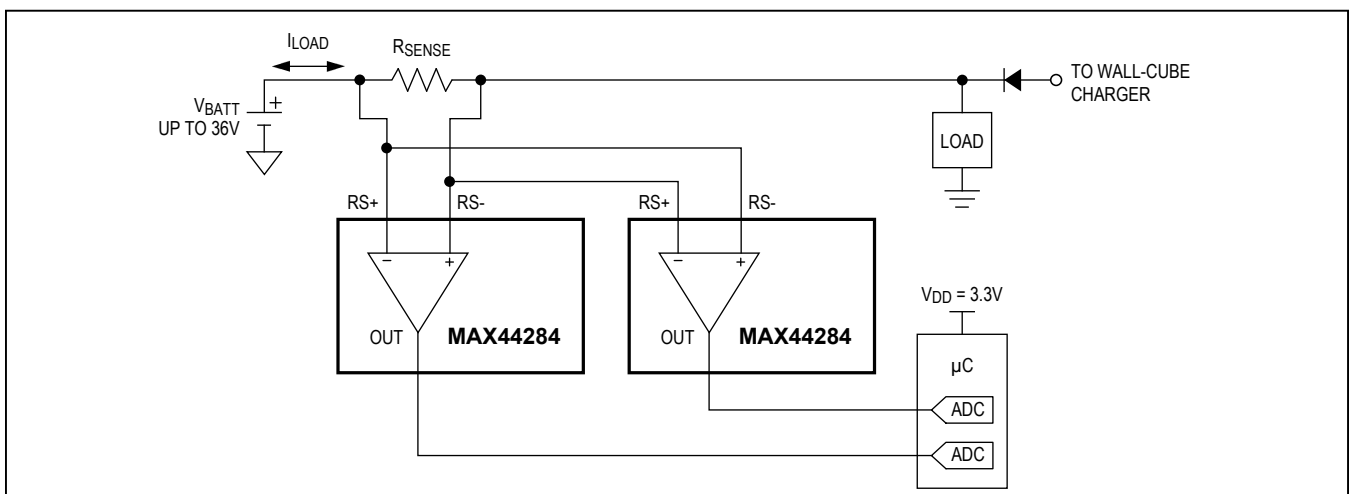 ILOAD
RSENSE
TO WALL-CUBE
CHARGER
VBATT
UP TO 36V
+
LOAD
RS+
RS-
RS+
RS-
− +
− +
VDD = 3.3V
OUT
MAX44284
OUT
MAX44284
µC
ADC
ADC